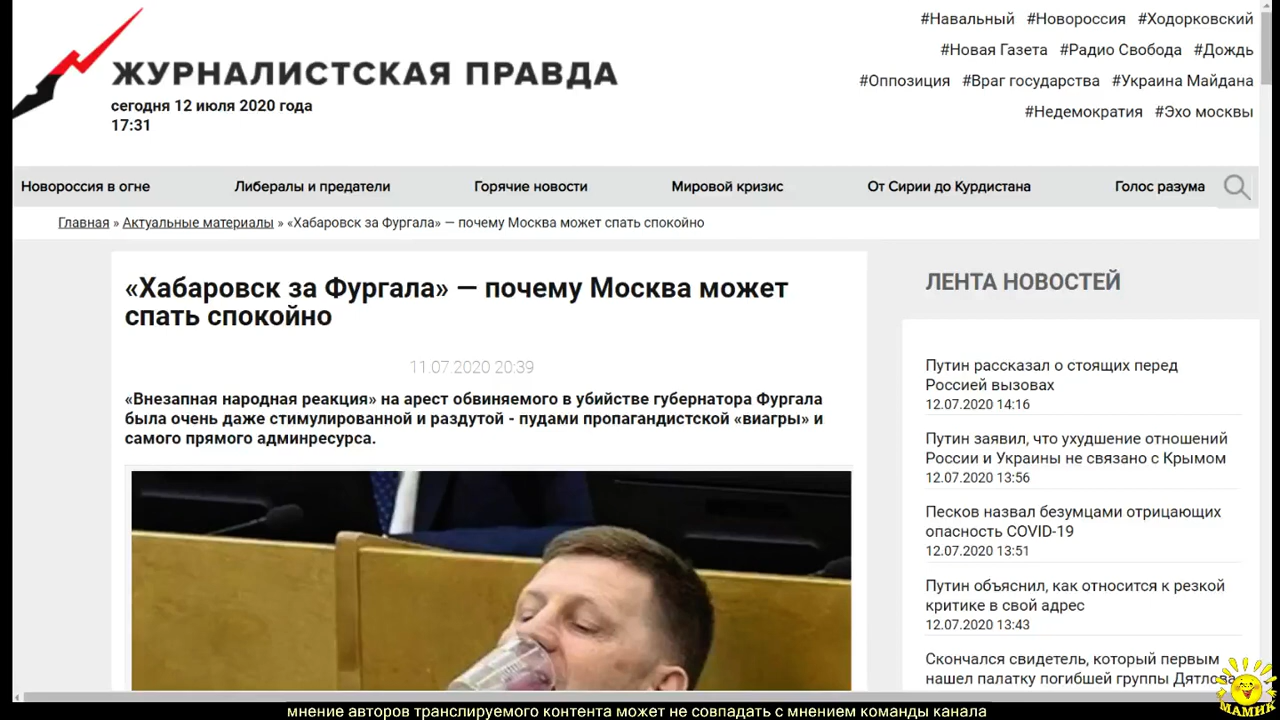 #Навальный #Новороссия #Ходорковский
#Новая Газета #Радио Свобода #Дождь
#Оппозиция #Враг государства #Украина Майдана
#Недемократия #Эхо москвы
ЖУРНАЛИСТСКАЯ ПРАВДА
сегодня 12 июля 2020 года
17:31
Новороссия в огне Либералы и предатели Горячие новости Мировой кризис От Сирии до Курдистана Голос разума
Главная » Актуальные материалы » «Хабаровск за Фургала» — почему Москва может спать спокойно
«Хабаровск за Фургала» — почему Москва может
спать спокойно
11.07.2020 20:39
«Внезапная народная реакция» на арест обвиняемого в убийстве губернатора Фургала
была очень даже стимулированной и раздутой - пудами пропагандистской «виагры» и
самого прямого админресурса.
ЛЕНТА НОВОСТЕЙ
Путин рассказал о стоящих перед
Россией вызовах
12.07.2020 14:16
Путин заявил, что ухудшение отношений
России и Украины не связано с Крымом
12.07.2020 13:56
Песков назвал безумцами отрицающих
опасность COVID-19
12.07.2020 13:51
Путин объяснил, как относится к резкой
критике в свой адрес
12.07.2020 13:43
Скончался свидетель, который первым
нашел палатку погибшей группы Дятлова
МАМИК
мнение авторов транслируемого контента может не совпадать с мнением команды канала